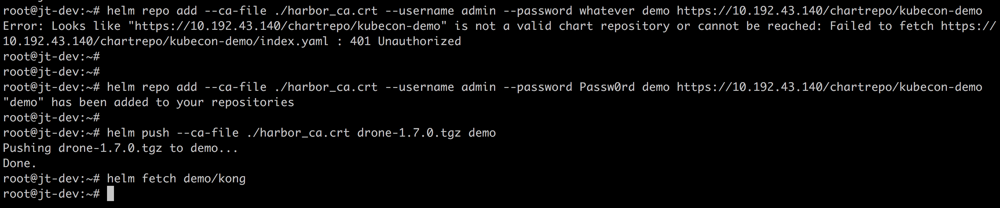 root@jt-dev:~# helm repo add --ca-file ./harbor_ca.crt --username admin --password whatever demo https://10.192.43.140/chartrepo/kubecon-demo
Error: Looks like "https://10.192.43.140/chartrepo/kubecon-demo" is not a valid chart repository or cannot be reached: Failed to fetch https://
10.192.43.140/chartrepo/kubecon-demo/index.yaml : 401 Unauthorized
root@jt-dev:~#
root@jt-dev:~#
root@jt-dev:~# helm repo add --ca-file ./harbor_ca.crt --username admin --password Passw0rd demo https://10.192.43.140/chartrepo/kubecon-demo
"demo" has been added to your repositories
root@jt-dev:~#
root@jt-dev:~# helm push --ca-file ./harbor_ca.crt drone-1.7.0.tgz demo
Pushing drone-1.7.0.tgz to demo...
Done.
root@jt-dev:~# helm fetch demo/kong
root@jt-dev:~#